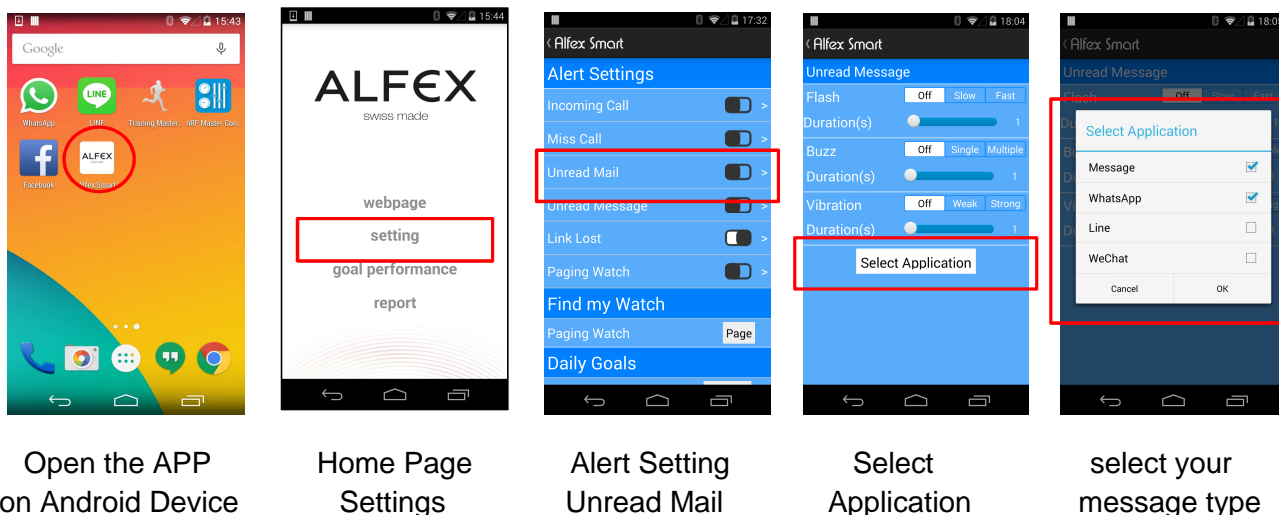 15:43
Google
WhatsApp
LINE
LINE
Training Master..
nRF Master Con..
ALFEX
Facebook
Alfex Smart
15:44
ALFEX
swiss made
webpage
setting
goal performance
report
17:32
Alfex Smart
Alert Settings
Incoming Call >
Miss Call >
Unread Mail >
Unread Message >
Link Lost >
Paging Watch >
Find my Watch
Paging Watch Page
Daily Goals
18:04
Alfex Smart
Unread Message
Flash Off Slow Fast
Duration(s) 1
Buzz Off Single Multiple
Duration(s) 1
Vibration Off Weak Strong
Duration(s) 1
Select Application
Alfex Smart
Unread Message
Flash Off Slow Fast
Select Application
Message
WhatsApp
Line
WeChat
Cancel OK
Open the APP
on Android Device
Home Page
Settings
Alert Setting
Unread Mail
Select
Application
select your
message type